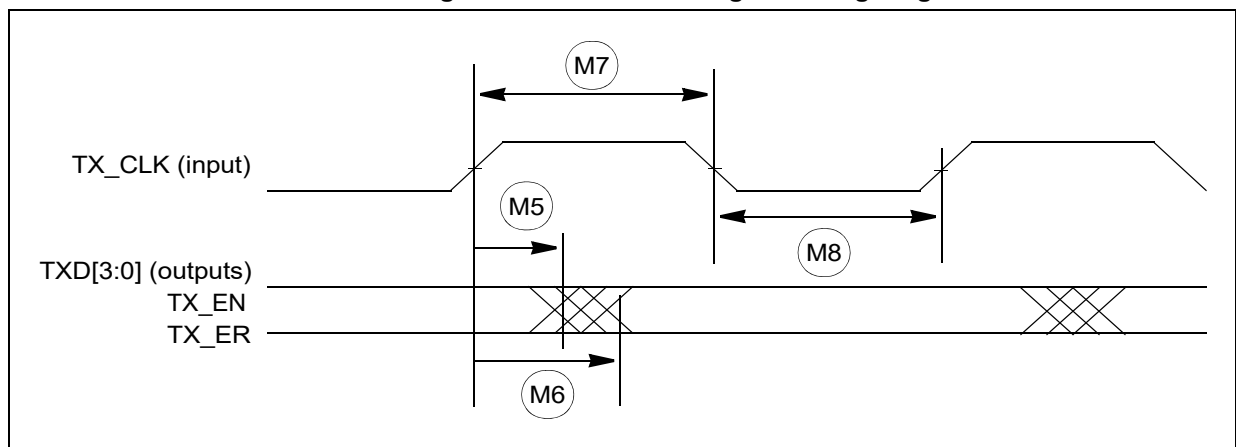 M7
TX_CLK (input)
M5
M8
TXD[3:0] (outputs)
TX_EN
TX_ER
M6